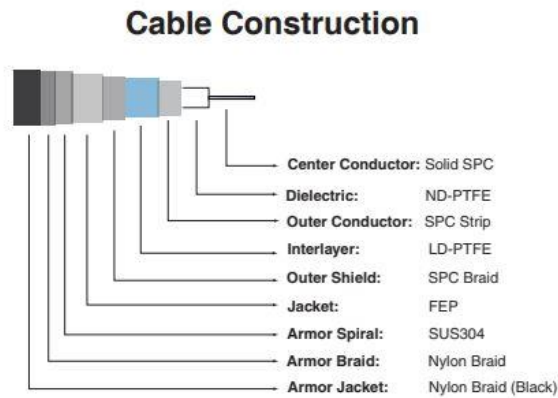 Cable Construction
Center Conductor: Solid SPC
Dielectric: ND-PTFE
Outer Conductor: SPC Strip
Interlayer: LD-PTFE
Outer Shield: SPC Braid
Jacket: FEP
Armor Spiral: SUS304
Armor Braid: Nylon Braid
Armor Jacket: Nylon Braid (Black)